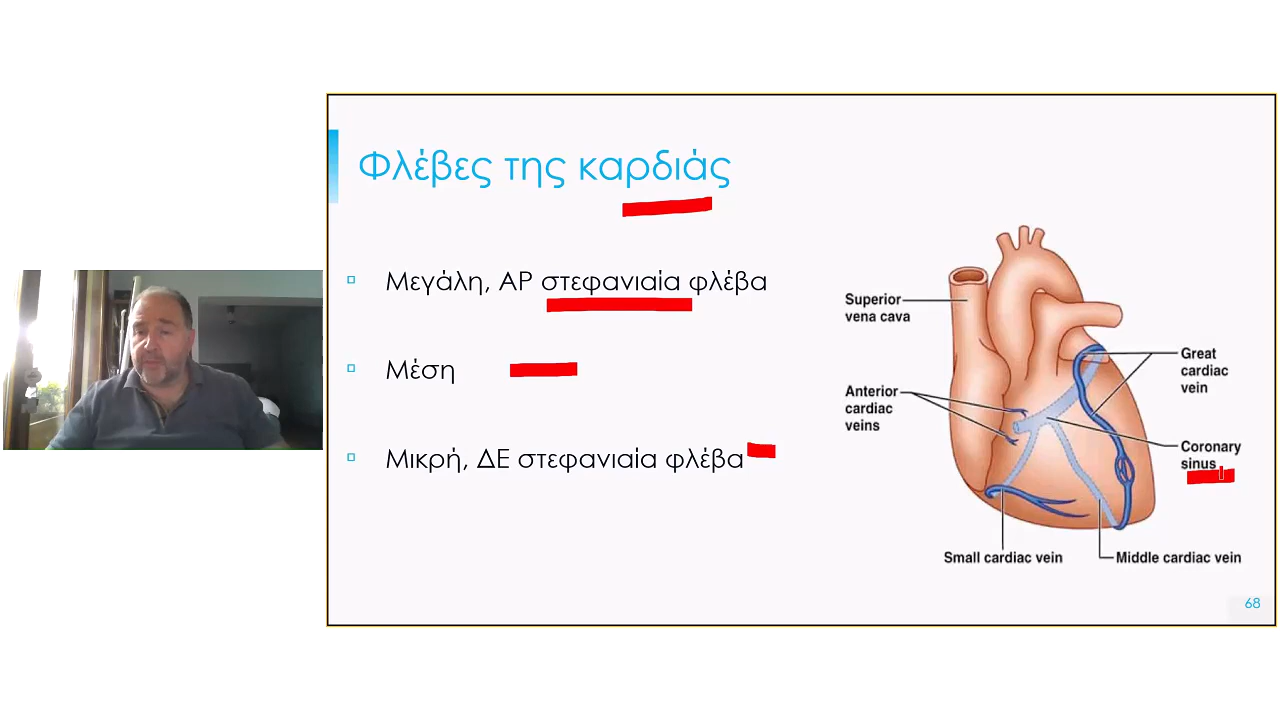 Φλέβες της καρδιάς
Μεγάλη, ΑΡ στεφανιαία φλέβα
Μέση
Μικρή, ΔΕ στεφανιαία φλέβα
Superior
vena cava
Anterior
cardiac
veins
Great
cardiac
vein
Coronary
sinus
Small cardiac vein
Middle cardiac vein
68